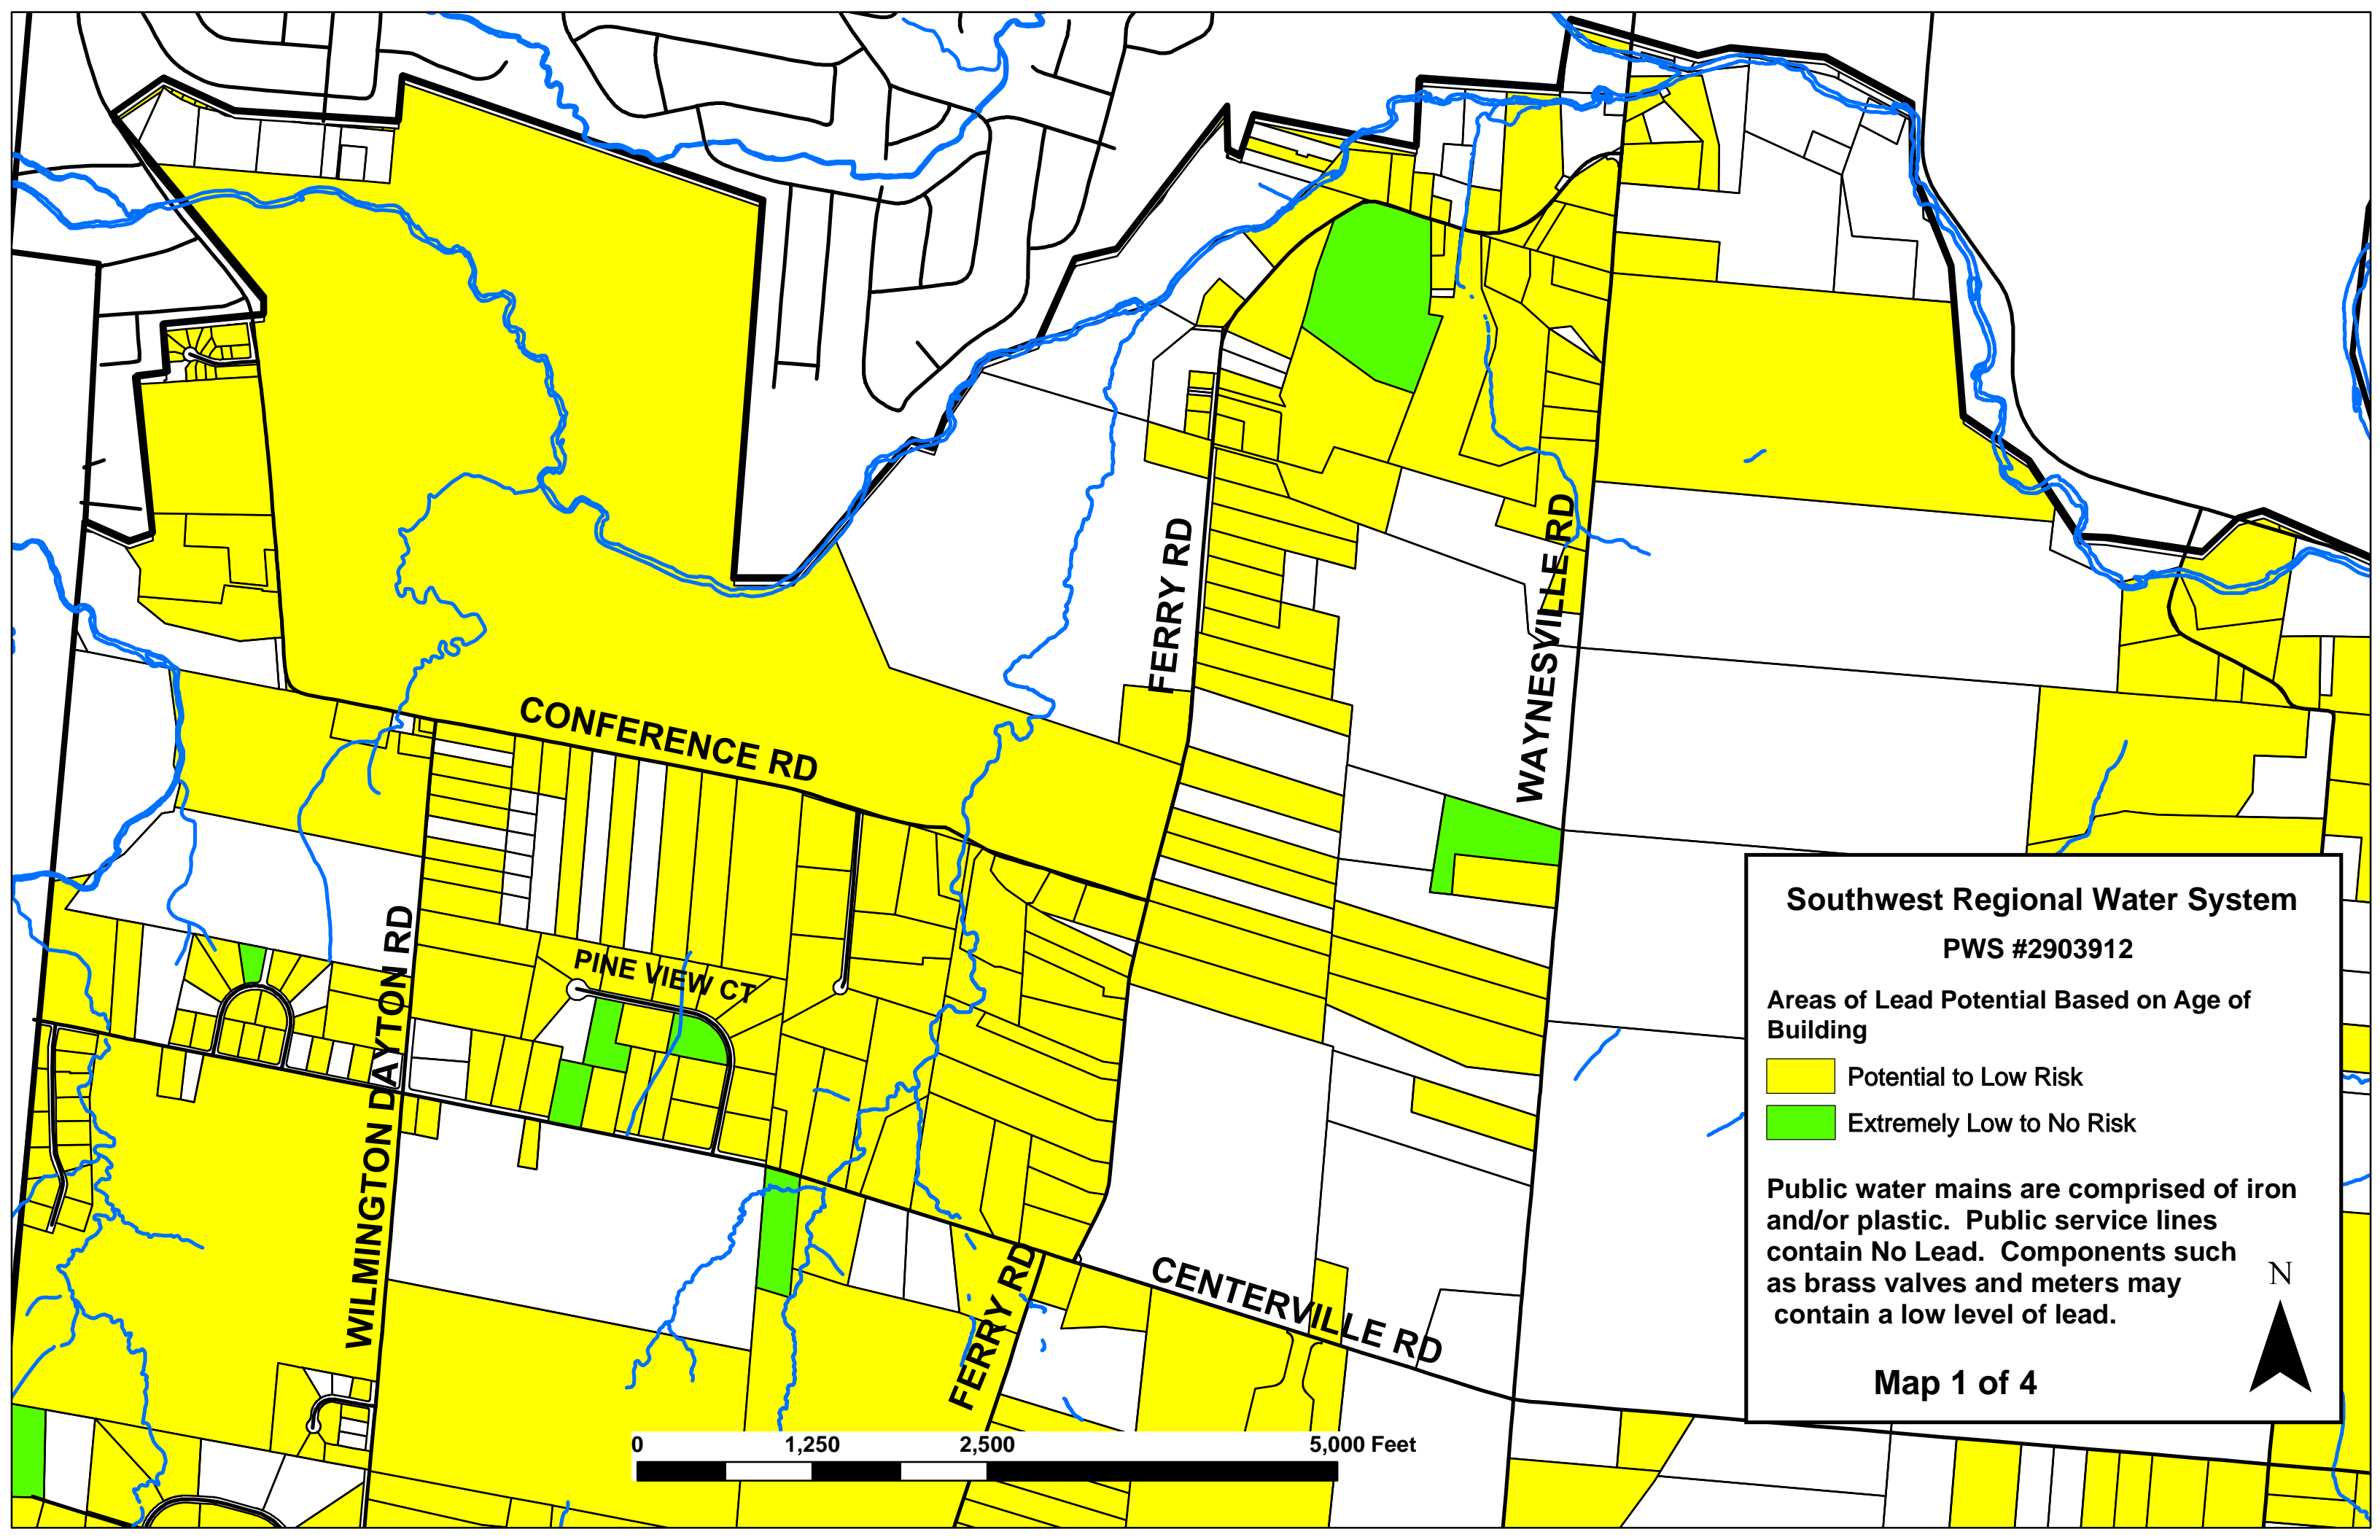 FERRY RD
WAYNESVILLE RD
CONFERENCE RD
PINE VIEW CT
WILMINGTON DAYTON RD
FERRY RD
CENTERVILLE RD
Southwest Regional Water System
PWS #2903912
Areas of Lead Potential Based on Age of
Building
Potential to Low Risk
Extremely Low to No Risk
Public water mains are comprised of iron
and/or plastic.  Public service lines
contain No Lead.  Components such
as brass valves and meters may
contain a low level of lead.
N
Map 1 of 4
0 1,250 2,500 5,000 Feet